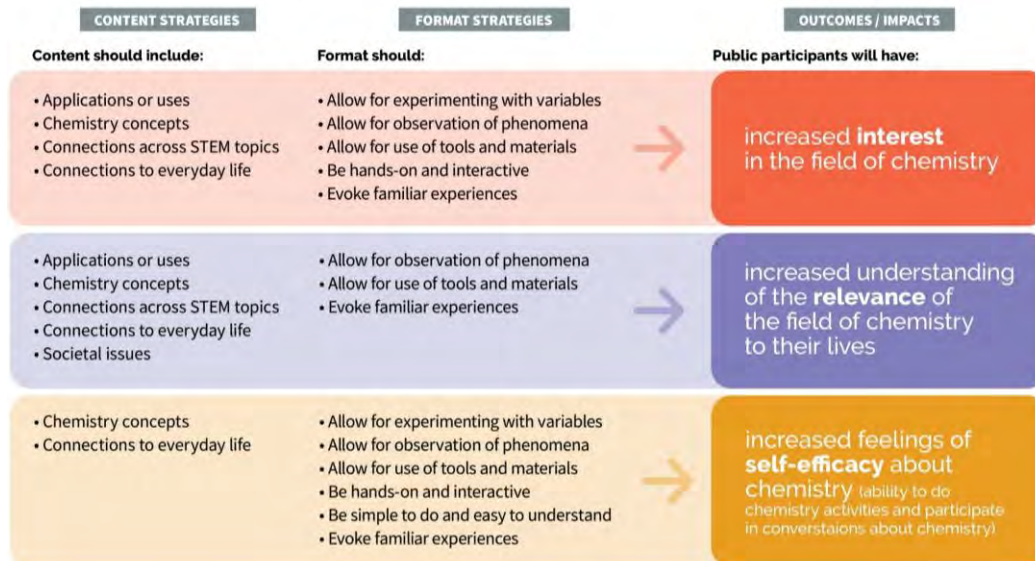 CONTENT STRATEGIES
FORMAT STRATEGIES
OUTCOMES / IMPACTS
Content should include:
Format should:
Public participants will have:
• Applications or uses
• Chemistry concepts
• Connections across STEM topics
• Connections to everyday life
• Allow for experimenting with variables
• Allow for observation of phenomena
• Allow for use of tools and materials
• Be hands-on and interactive
• Evoke familiar experiences
increased interest
in the field of chemistry
• Applications or uses
• Chemistry concepts
• Connections across STEM topics
• Connections to everyday life
• Societal issues
• Allow for observation of phenomena
• Allow for use of tools and materials
• Evoke familiar experiences
increased understanding
of the relevance of
the field of chemistry
to their lives
• Chemistry concepts
• Connections to everyday life
• Allow for experimenting with variables
• Allow for observation of phenomena
• Allow for use of tools and materials
• Be hands-on and interactive
• Be simple to do and easy to understand
• Evoke familiar experiences
increased feelings of
self-efficacy about
chemistry (ability to do
chemistry activities and participate
in converstaions about chemistry)